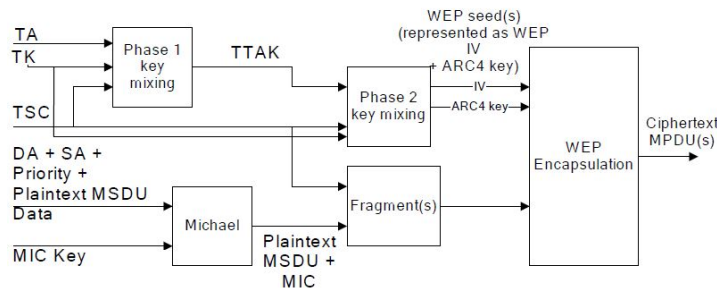 TA
TK
TSC
Phase 1
key
mixing
TTAK
WEP seed(s)
(represented as WEP
IV
+ ARC4 key)
IV
ARC4 key
Phase 2
key mixing
WEP
Encapsulation
Ciphertext
MPDU(s)
DA + SA +
Priority +
Plaintext MSDU
Data
MIC Key
Michael
Plaintext
MSDU +
MIC
Fragment(s)